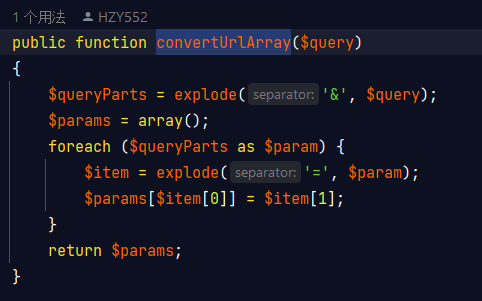 1 个用法 HZY552
public function convertUrlArray($query)
{
    $queryParts = explode( separator: '&', $query);
    $params = array();
    foreach ($queryParts as $param) {
        $item = explode( separator: '=', $param);
        $params[$item[0]] = $item[1];
    }
    return $params;
}